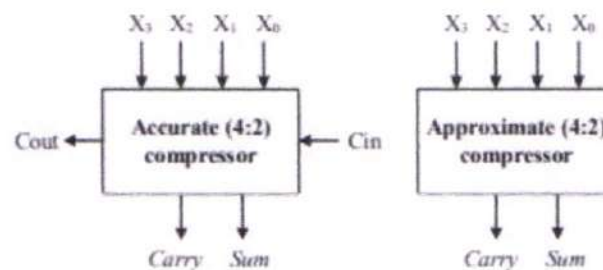 X₃ X₂ X₁ X₀ X₃ X₂ X₁ X₀
Cout Accurate (4:2) compressor Cin Approximate (4:2) compressor
Carry Sum Carry Sum